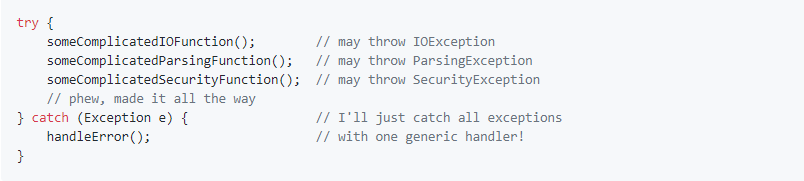 try {
    someComplicatedIOFunction();        // may throw IOException
    someComplicatedParsingFunction();   // may throw ParsingException
    someComplicatedSecurityFunction();  // may throw SecurityException
    // phew, made it all the way
} catch (Exception e) {                 // I'll just catch all exceptions
    handleError();                      // with one generic handler!
}